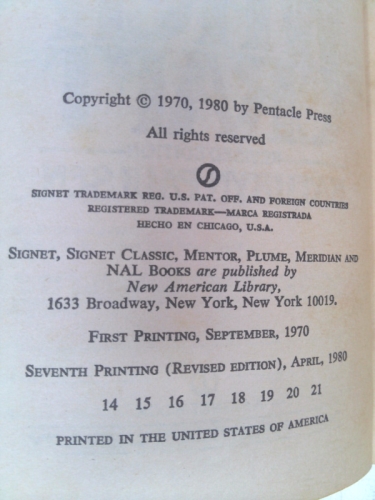 Copyright © 1970, 1980 by Pentacle Press
All rights reserved
SIGNET TRADEMARK REG. U.S. PAT. OFF. AND FOREIGN COUNTRIES
REGISTERED TRADEMARK—MARCA REGISTRADA
HECHO EN CHICAGO, U.S.A.
SIGNET, SIGNET CLASSIC, MENTOR, PLUME, MERIDIAN AND
NAL BOOKS are published by
New American Library,
1633 Broadway, New York, New York 10019.
FIRST PRINTING, SEPTEMBER, 1970
SEVENTH PRINTING (REVISED EDITION), APRIL, 1980
14 15 16 17 18 19 20 21
PRINTED IN THE UNITED STATES OF AMERICA